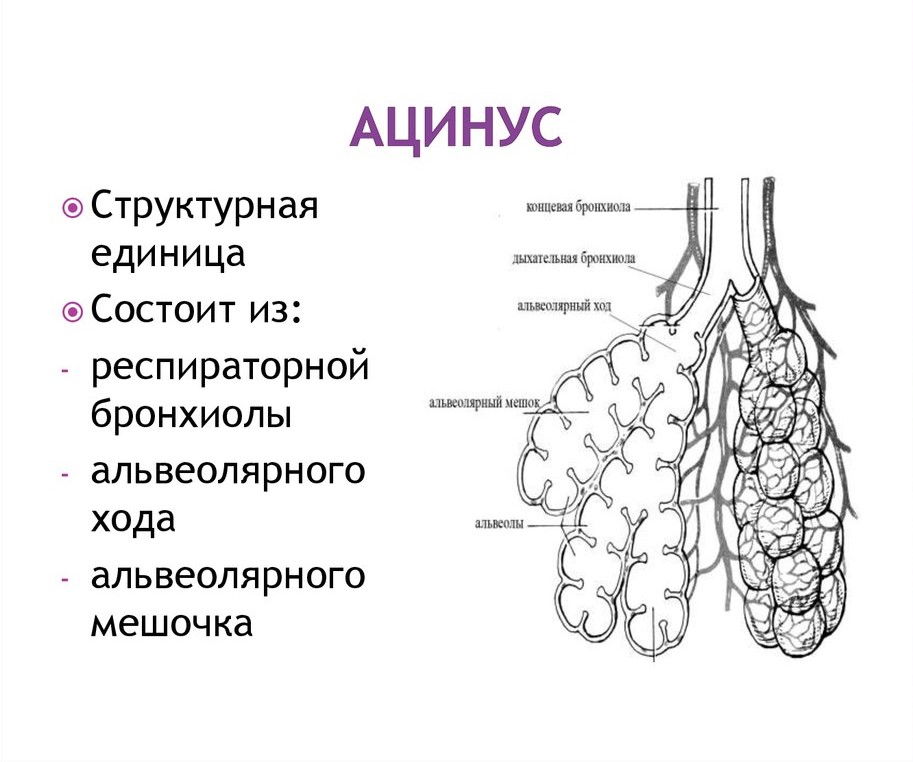 АЦИНУС
Структурная
единица
Состоит из:
- респираторной
бронхиолы
- альвеолярного
хода
- альвеолярного
мешочка
концевая бронхиола
дыхательная бронхиола
альвеолярный ход
альвеолярный мешок
альвеолы